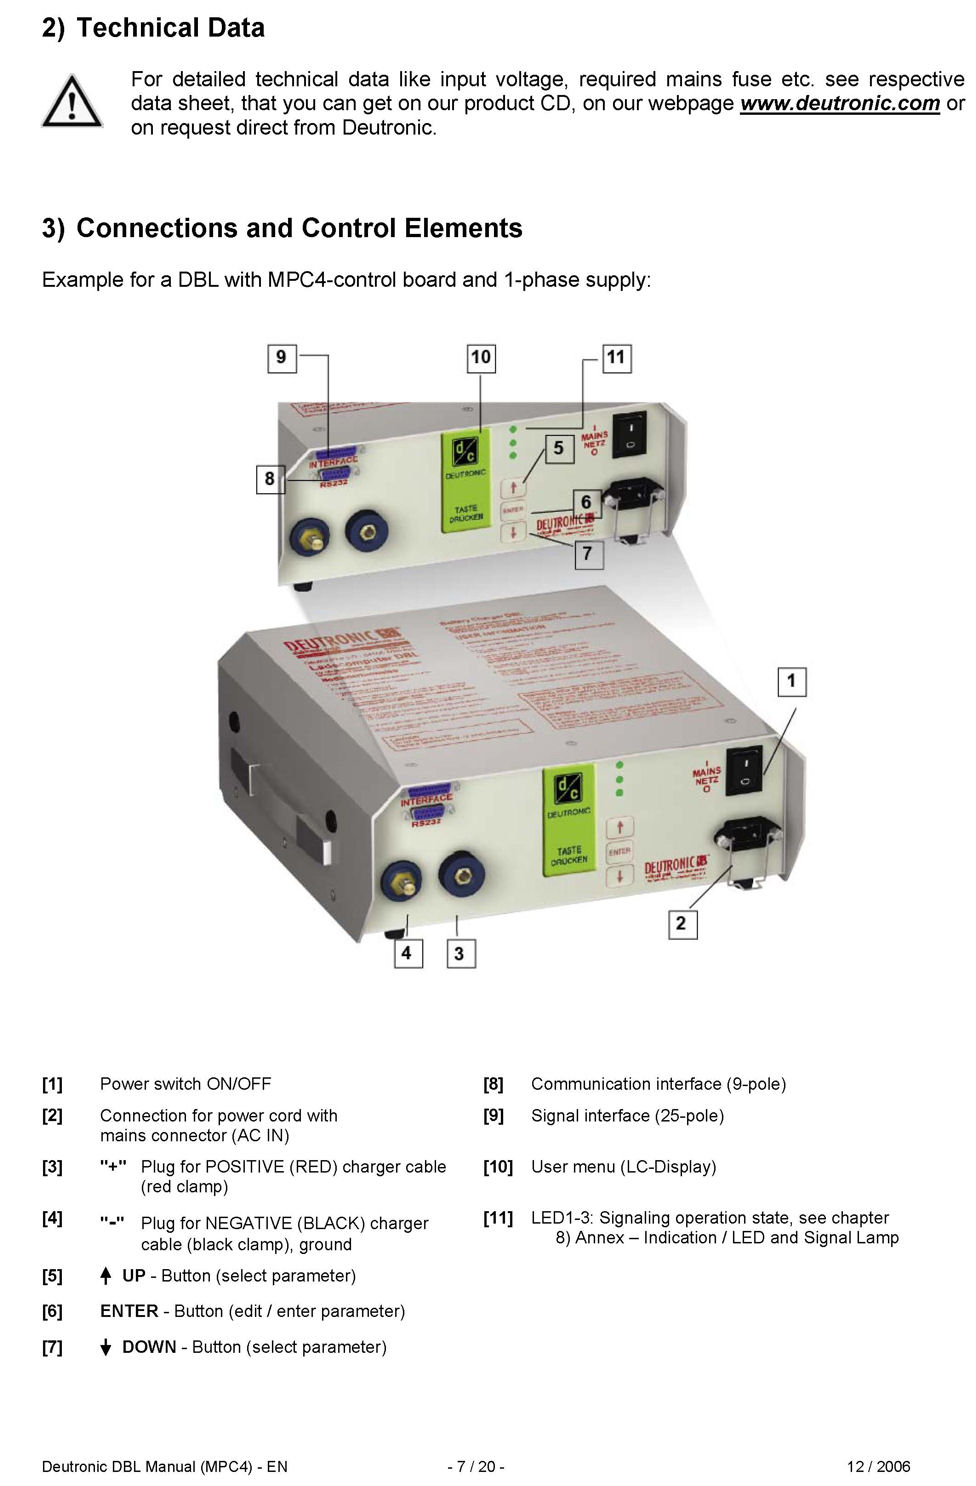 2) Technical Data
For detailed technical data like input voltage, required mains fuse etc. see respective
data sheet, that you can get on our product CD, on our webpage www.deutronic.com or
on request direct from Deutronic.
3) Connections and Control Elements
Example for a DBL with MPC4-control board and 1-phase supply:
9
10
11
I
MAINS
NETZ
O
5
INTERFACE
8
RS232
d/c
DEUTRONIC
TASTE
DRÜCKEN
ENTER
6
DEUTRONIC
7
DEUTRONIC
Battery Charger DBL
USER INFORMATION
Ladecomputer DBL
1
I
MAINS
NETZ
O
INTERFACE
RS232
d/c
DEUTRONIC
TASTE
DRÜCKEN
ENTER
DEUTRONIC
2
4
3
[1] Power switch ON/OFF
[2] Connection for power cord with
mains connector (AC IN)
[3] "+" Plug for POSITIVE (RED) charger cable
(red clamp)
[4] "-" Plug for NEGATIVE (BLACK) charger
cable (black clamp), ground
[5] UP - Button (select parameter)
[6] ENTER - Button (edit / enter parameter)
[7] DOWN - Button (select parameter)
[8] Communication interface (9-pole)
[9] Signal interface (25-pole)
[10] User menu (LC-Display)
[11] LED1-3: Signaling operation state, see chapter
8) Annex – Indication / LED and Signal Lamp
Deutronic DBL Manual (MPC4) - EN
- 7 / 20 -
12 / 2006